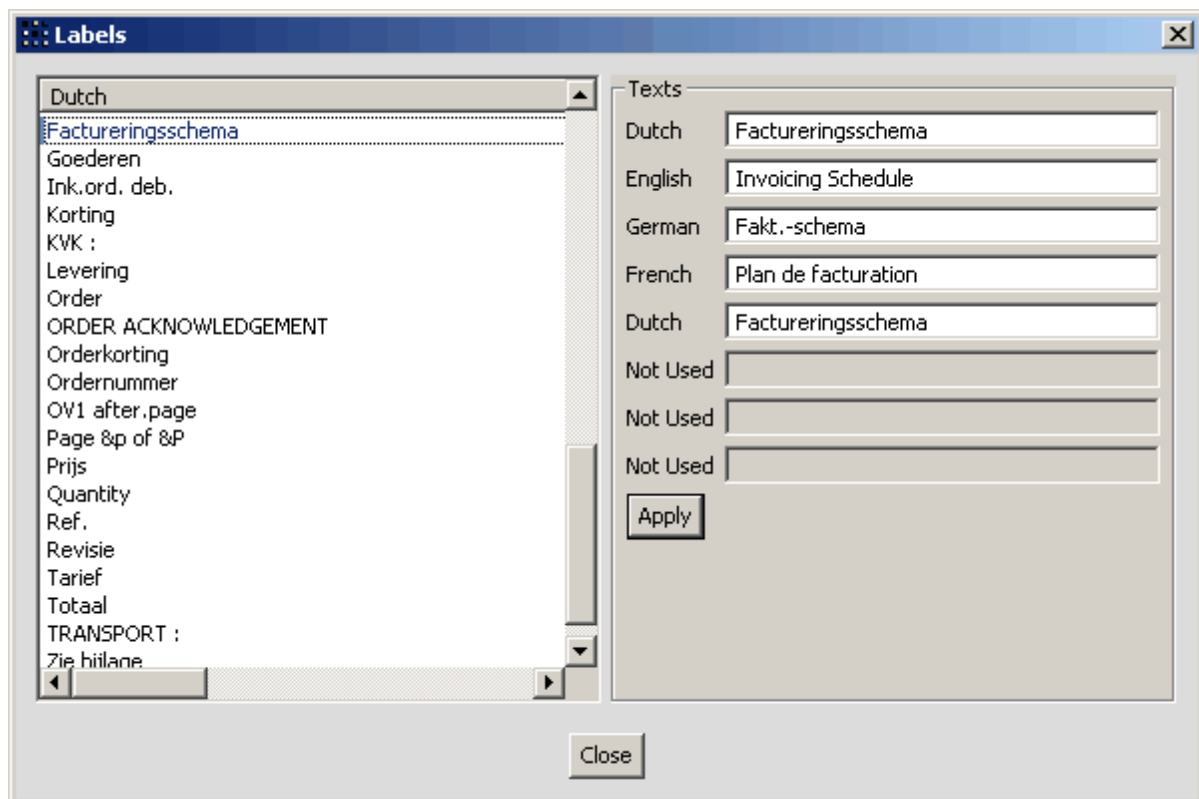 Labels
Dutch
Factureringsschema
Goederen
Ink.ord. deb.
Korting
KVK :
Levering
Order
ORDER ACKNOWLEDGEMENT
Orderkorting
Ordernummer
OV1 after.page
Page &p of &P
Prijs
Quantity
Ref.
Revisie
Tarief
Totaal
TRANSPORT :
Zie bijlage
Texts
Dutch Factureringsschema
English Invoicing Schedule
German Fakt.-schema
French Plan de facturation
Dutch Factureringsschema
Not Used
Not Used
Not Used
Apply
Close